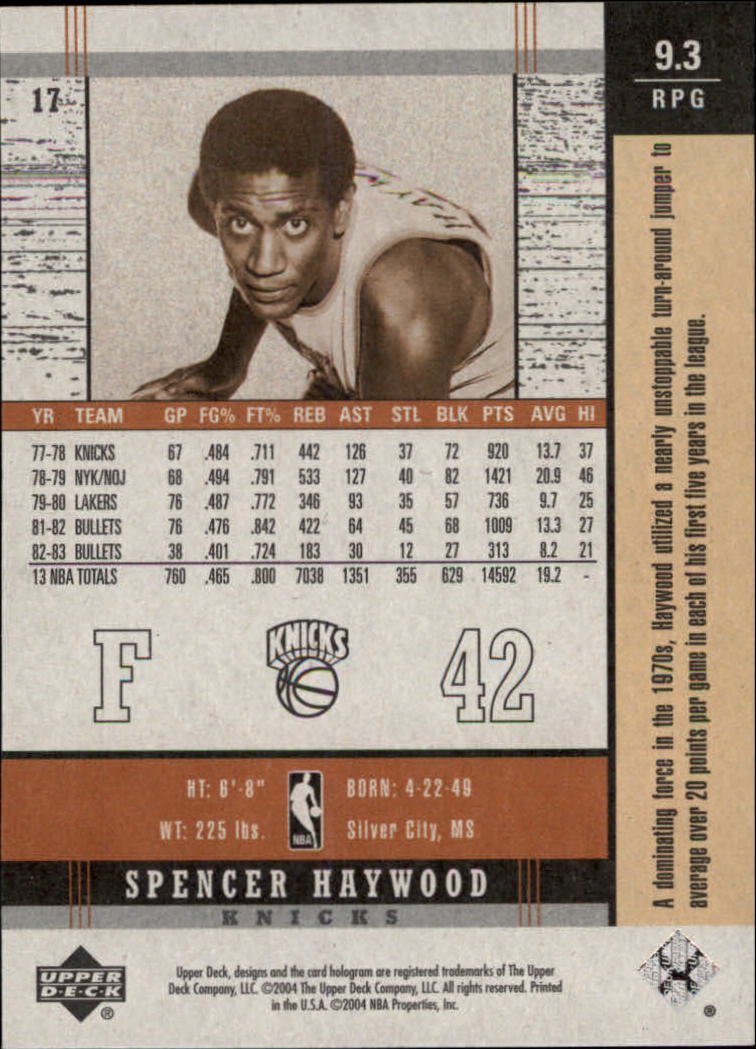 17
9.3
RPG
A dominating force in the 1970s, Haywood utilized a nearly unstoppable turn-around jumper to
average over 20 points per game in each of his first five years in the league.
YR TEAM GP FG% FT% REB AST STL BLK PTS AVG HI
77-78 KNICKS 67 .484 .711 442 126 37 72 920 13.7 37
78-79 NYK/NOJ 68 .494 .791 533 127 40 82 1421 20.9 46
79-80 LAKERS 76 .487 .772 346 93 35 57 736 9.7 25
81-82 BULLETS 76 .476 .842 422 64 45 68 1009 13.3 27
82-83 BULLETS 38 .401 .724 183 30 12 27 313 8.2 21
13 NBA TOTALS 760 .465 .800 7038 1351 355 629 14592 19.2 -
F KNICKS 42
HT: 6'-8" BORN: 4-22-49
WT: 225 lbs. NBA Silver City, MS
SPENCER HAYWOOD
KNICKS
UPPER
D·E·C·K
®
Upper Deck, designs and the card hologram are registered trademarks of The Upper
Deck Company, LLC. ©2004 The Upper Deck Company, LLC. All rights reserved. Printed
in the U.S.A. ©2004 NBA Properties, Inc.
®